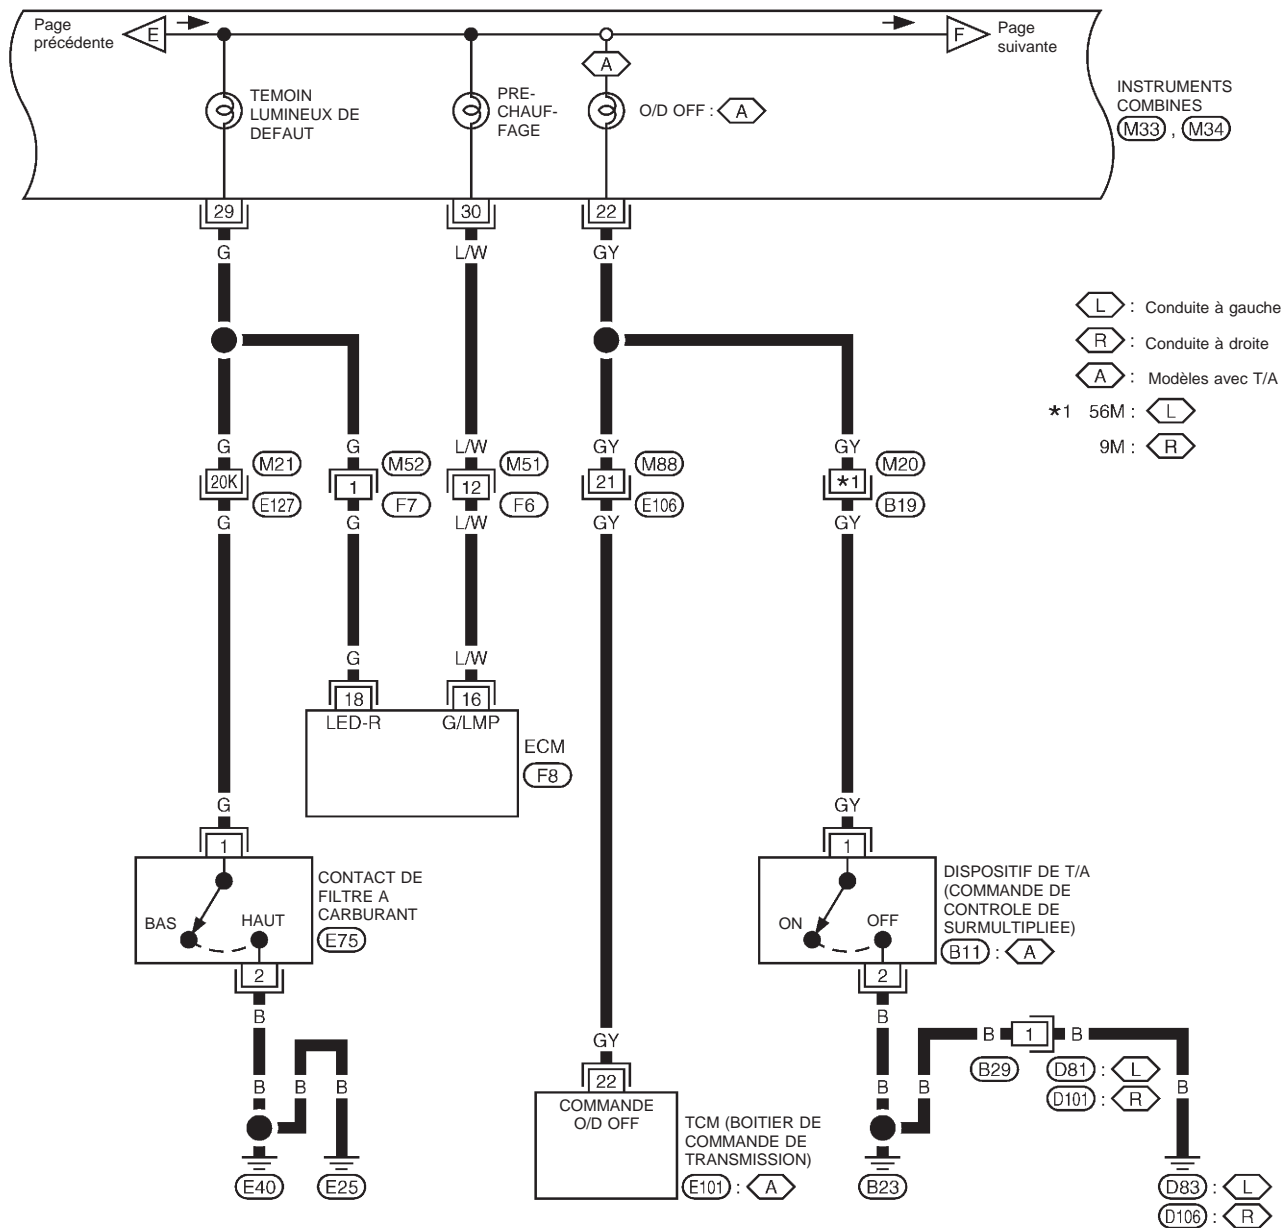 Page
précédente
E
F
Page
suivante
TEMOIN
LUMINEUX DE
DEFAUT
PRE-
CHAUF-
FAGE
A
O/D OFF : A
INSTRUMENTS
COMBINES
M33 , M34
29
30
22
G
L/W
GY
L : Conduite à gauche
R : Conduite à droite
A : Modèles avec T/A
*1 56M : L
9M : R
G
G
L/W
GY
GY
20K
M21
E127
1
M52
F7
12
M51
F6
21
M88
E106
*1
M20
B19
G
G
L/W
GY
GY
G
L/W
18
16
LED-R
G/LMP
ECM
F8
G
GY
1
1
BAS
HAUT
CONTACT DE
FILTRE A
CARBURANT
E75
ON
OFF
DISPOSITIF DE T/A
(COMMANDE DE
CONTROLE DE
SURMULTIPLIEE)
B11 : A
2
2
B
B
B
1
B
B29
D81 : L
D101 : R
GY
22
B
B
B
B
B
B
COMMANDE
O/D OFF
TCM (BOITIER DE
COMMANDE DE
TRANSMISSION)
E101 : A
E40
E25
B23
D83 : L
D106 : R